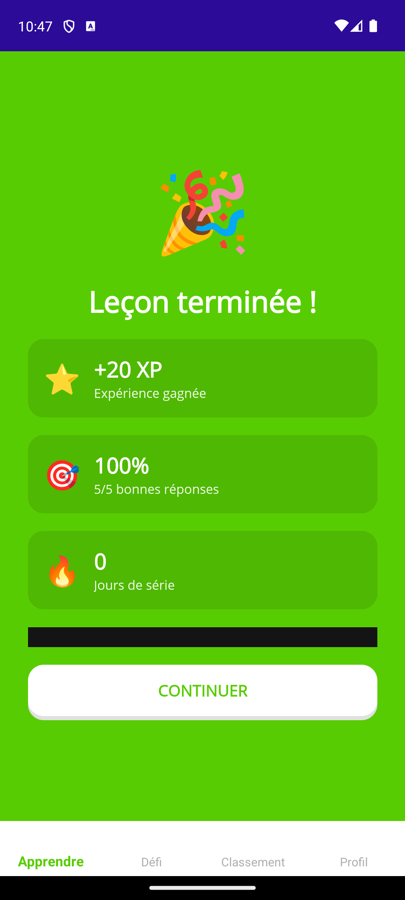 10:47
Leçon terminée !
+20 XP
Expérience gagnée
100%
5/5 bonnes réponses
0
Jours de série
CONTINUER
Apprendre
Défi
Classement
Profil